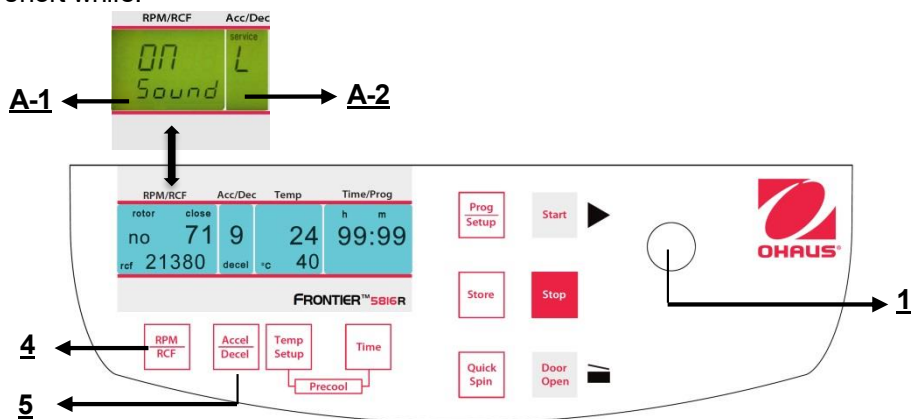 short while.
RPM/RCF Acc/Dec
service
ON L
Sound
A-1 A-2
RPM/RCF Acc/Dec Temp Time/Prog
rotor close h m
no 71 9 24 99:99
rcf 21380 decel °C 40
FRONTIER™5816R
Prog
Setup
Start
OHAUS®
Store
Stop
1
4
RPM
RCF
Accel
Decel
Temp
Setup
Time
Precool
Quick
Spin
Door
Open
5